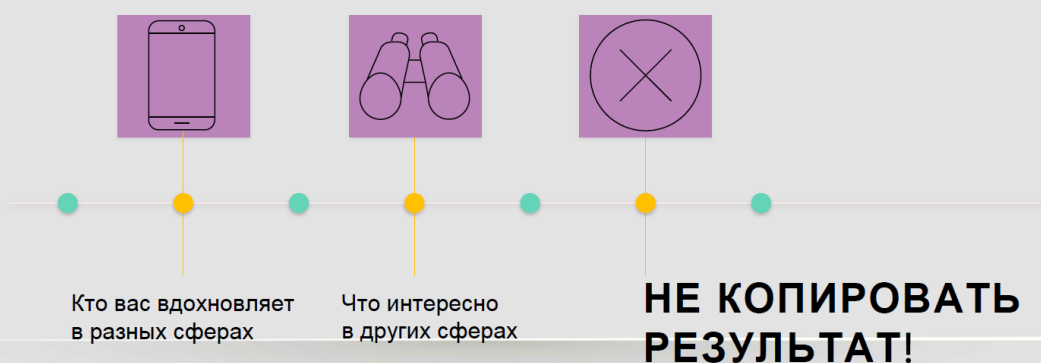 Кто вас вдохновляет
в разных сферах
Что интересно
в других сферах
НЕ КОПИРОВАТЬ
РЕЗУЛЬТАТ!